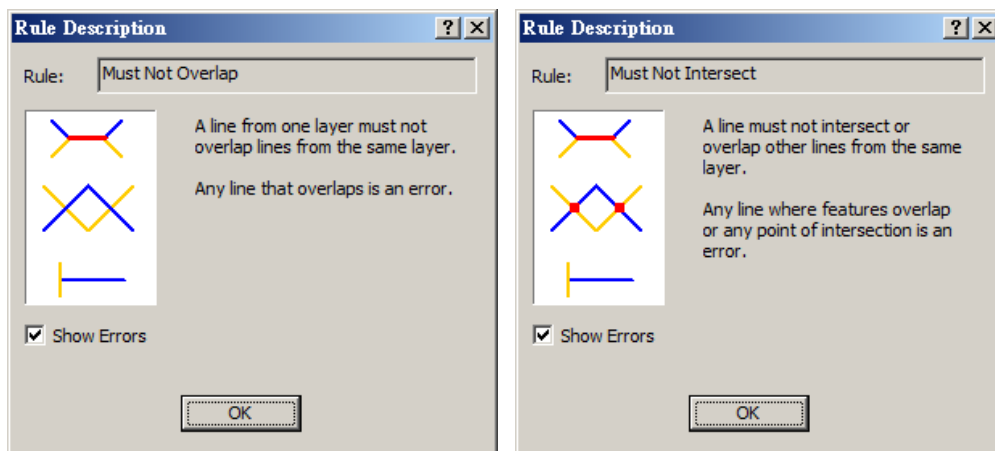 Rule Description
Rule:
Must Not Overlap
A line from one layer must not
overlap lines from the same layer.
Any line that overlaps is an error.
Show Errors
OK
Rule Description
Rule:
Must Not Intersect
A line must not intersect or
overlap other lines from the same
layer.
Any line where features overlap
or any point of intersection is an
error.
Show Errors
OK